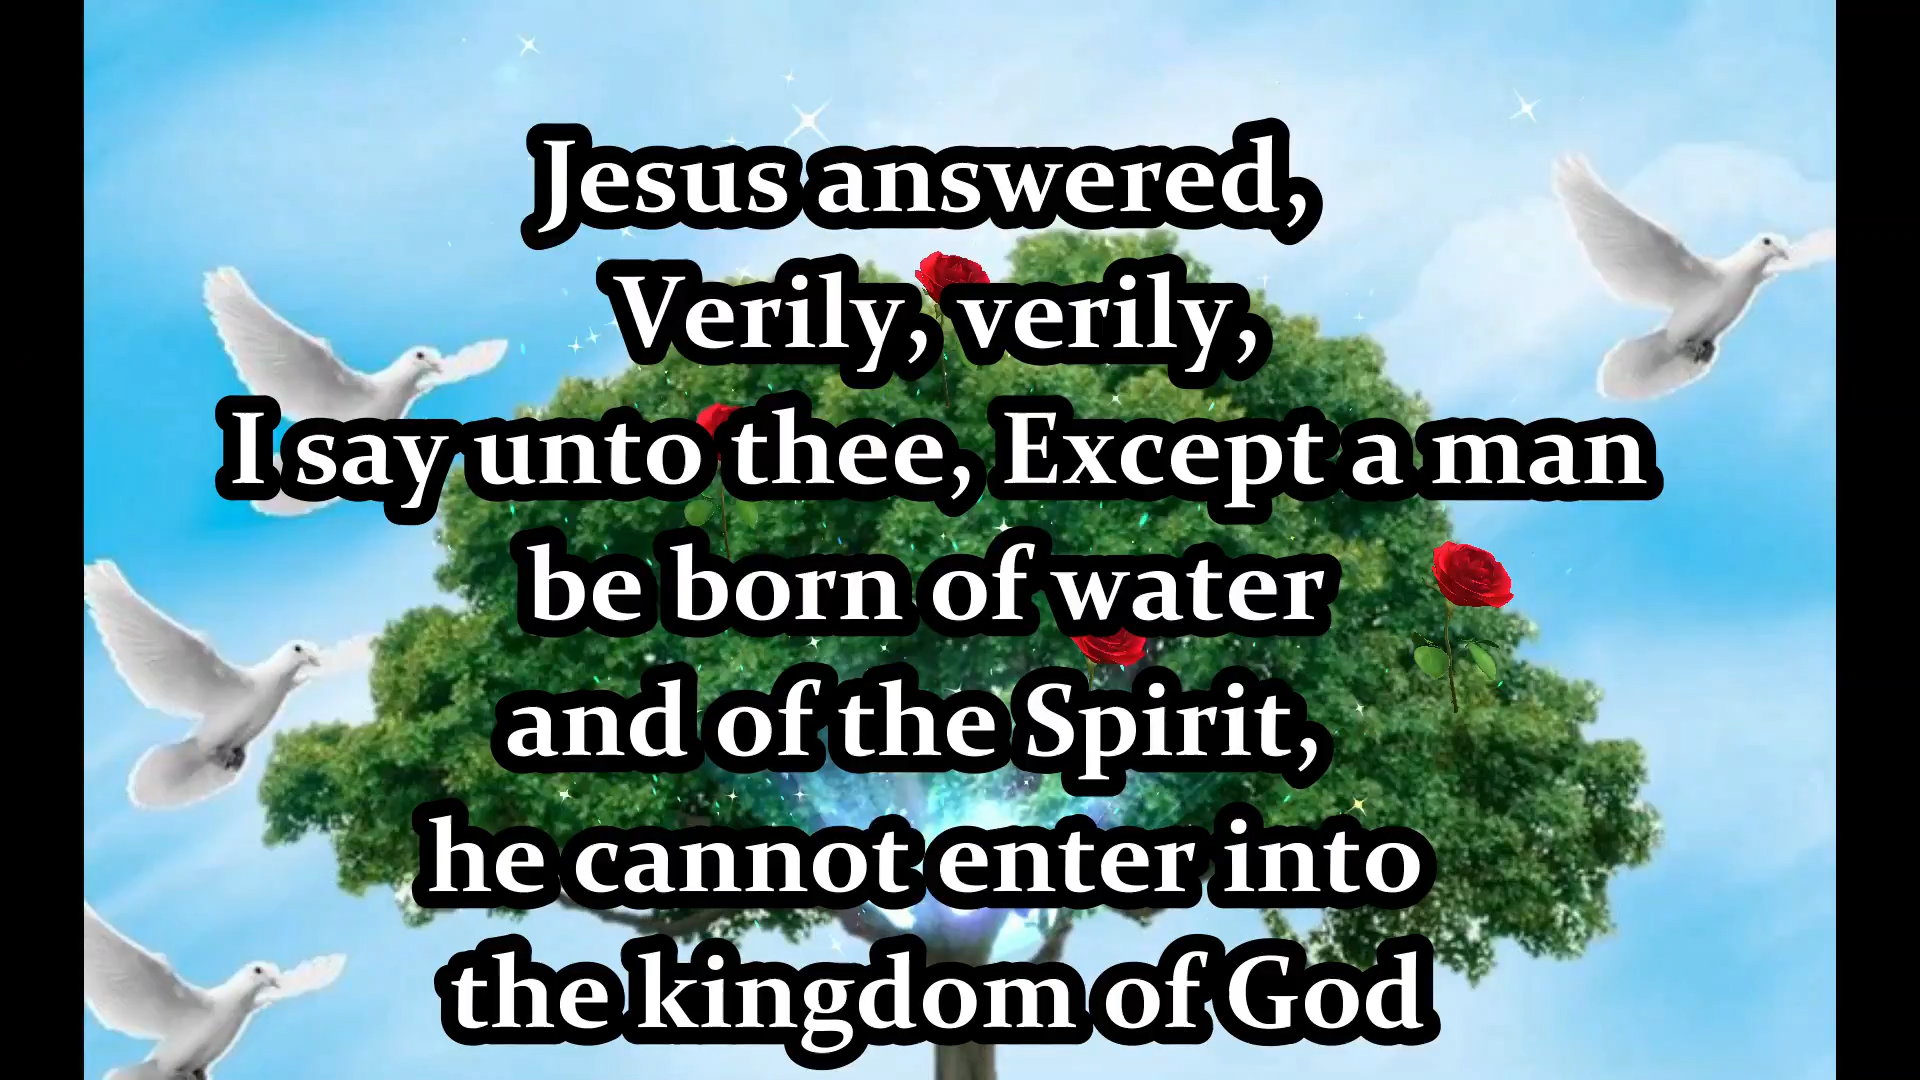 Jesus answered,
Verily, verily,
I say unto thee, Except a man
be born of water
and of the Spirit,
he cannot enter into
the kingdom of God